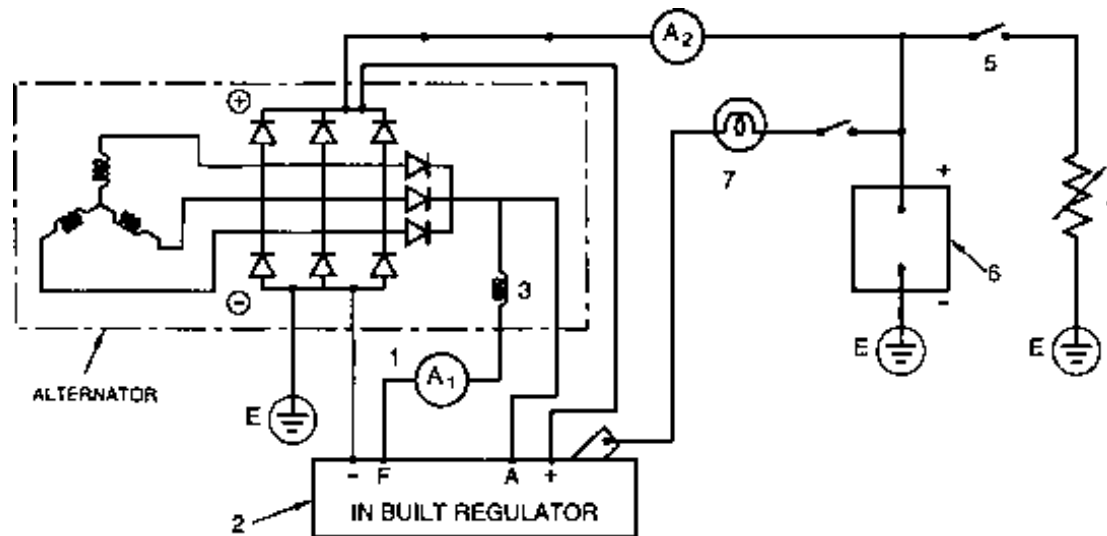 A2
5
+
7
+
6
-
3
-
1
A1
E
E
ALTERNATOR
E
- F A +
2
IN BUILT REGULATOR